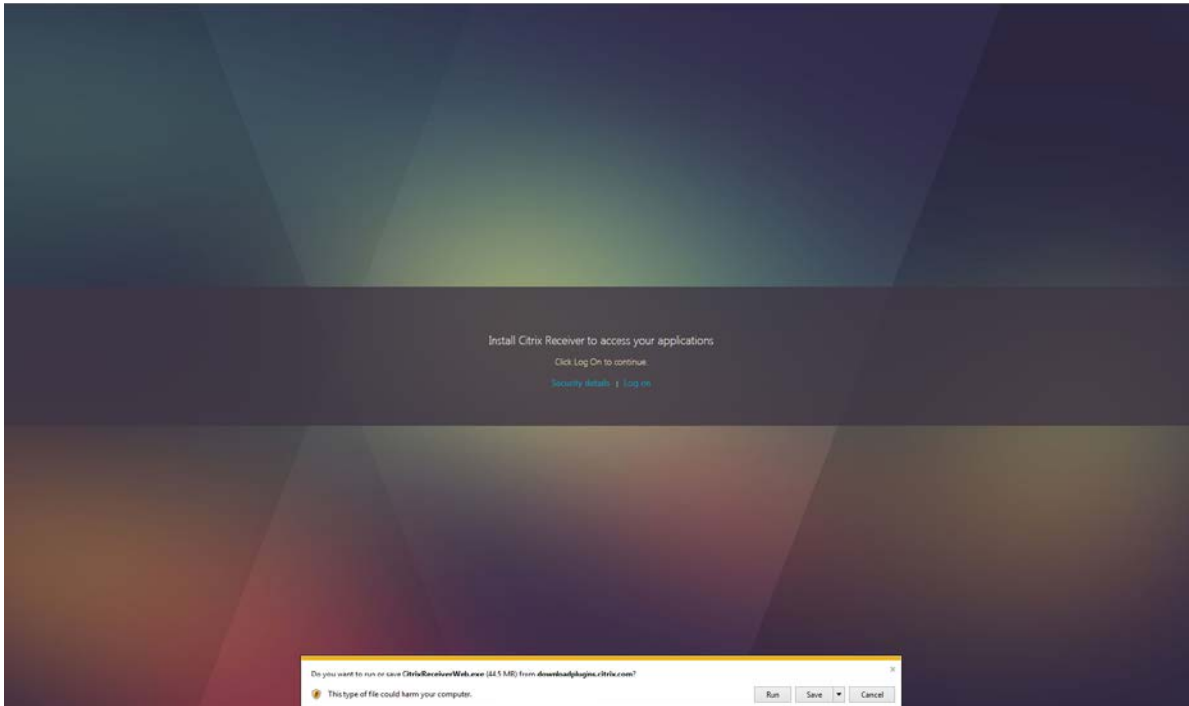 Install Citrix Receiver to access your applications
Click Log On to continue.
Security details | Log on
Do you want to run or save CitrixReceiverWeb.exe (44.5 MB) from downloadplugins.citrix.com?
This type of file could harm your computer.
Run Save Cancel